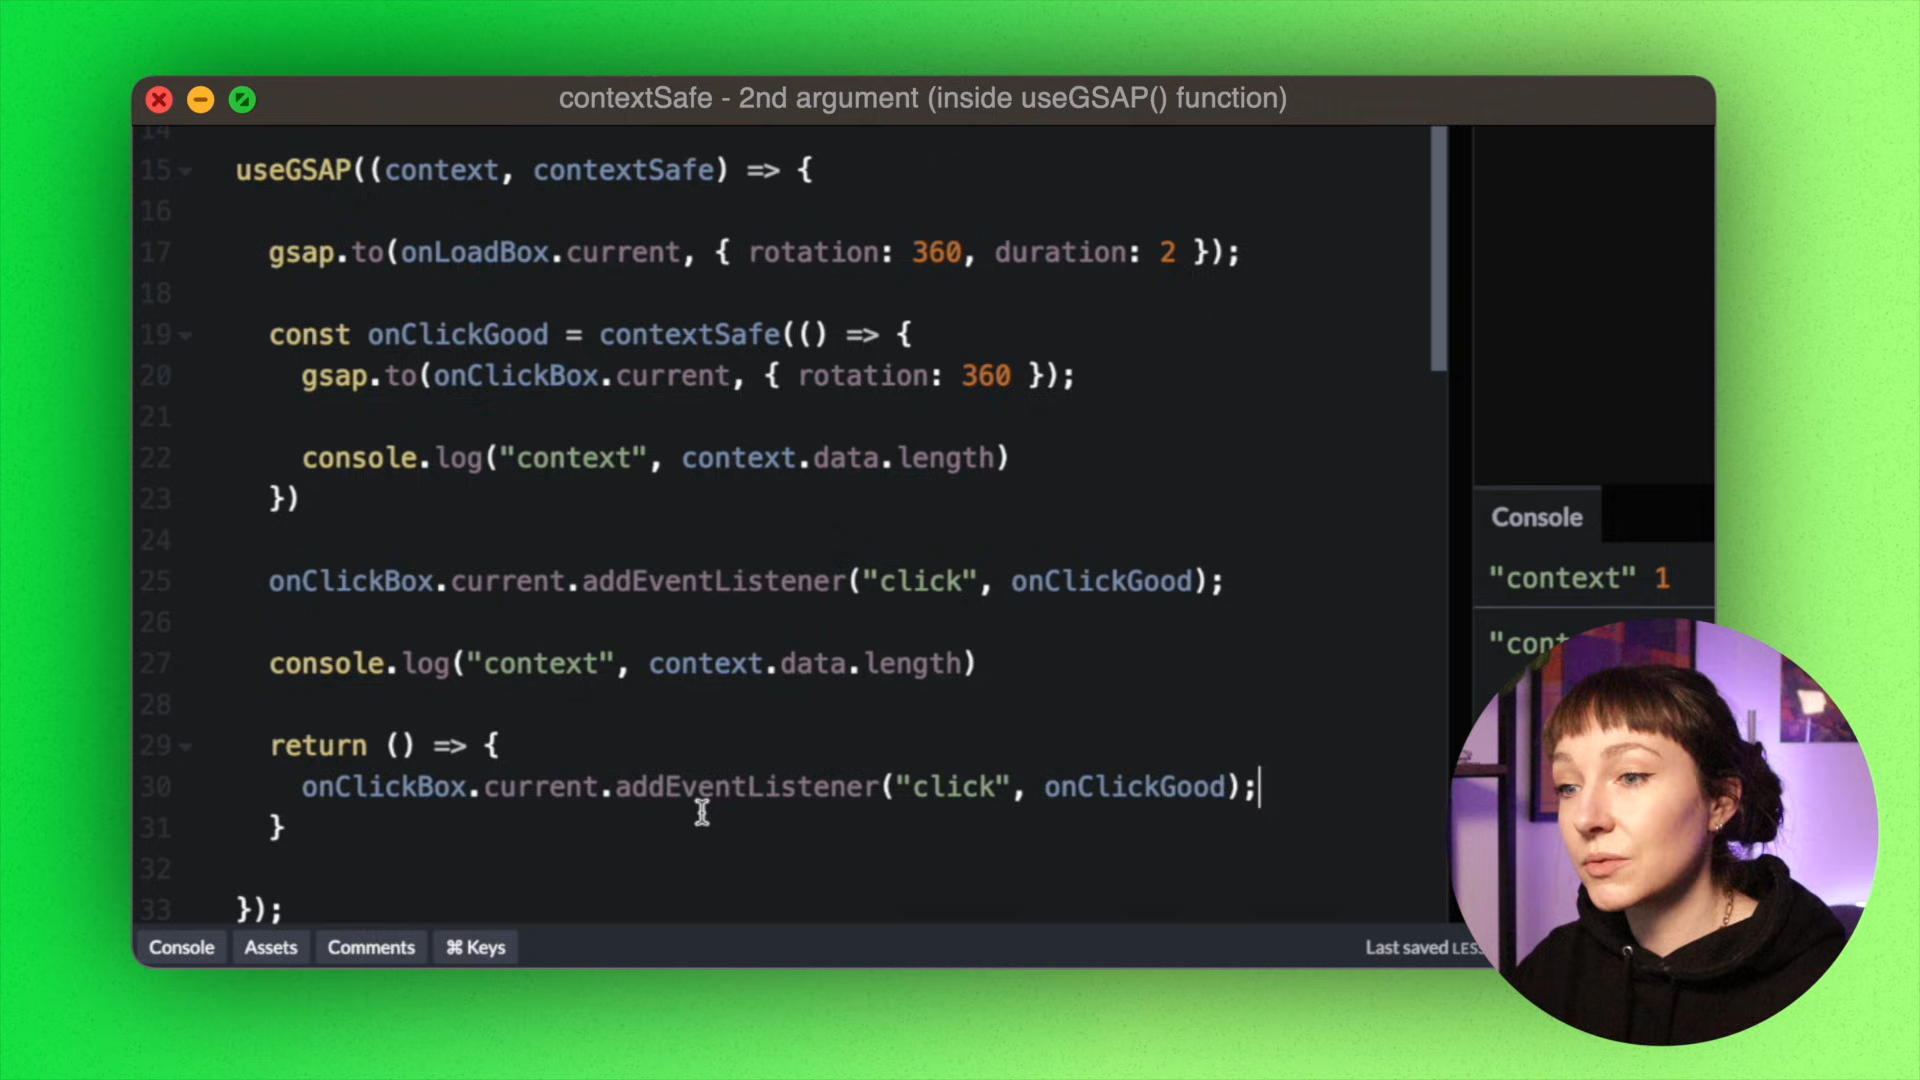 contextSafe - 2nd argument (inside useGSAP() function)
14
15 useGSAP((context, contextSafe) => {
16
17 gsap.to(onLoadBox.current, { rotation: 360, duration: 2 });
18
19 const onClickGood = contextSafe(() => {
20 gsap.to(onClickBox.current, { rotation: 360 });
21
22 console.log("context", context.data.length)
23 })
24
25 onClickBox.current.addEventListener("click", onClickGood);
26
27 console.log("context", context.data.length)
28
29 return () => {
30 onClickBox.current.addEventListener("click", onClickGood);
31 }
32
33 });
Console
"context" 1
"cont
Console Assets Comments ⌘ Keys
Last saved LESS